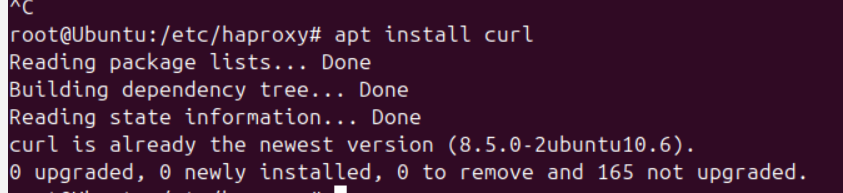 ^C
root@Ubuntu:/etc/haproxy# apt install curl
Reading package lists... Done
Building dependency tree... Done
Reading state information... Done
curl is already the newest version (8.5.0-2ubuntu10.6).
0 upgraded, 0 newly installed, 0 to remove and 165 not upgraded.